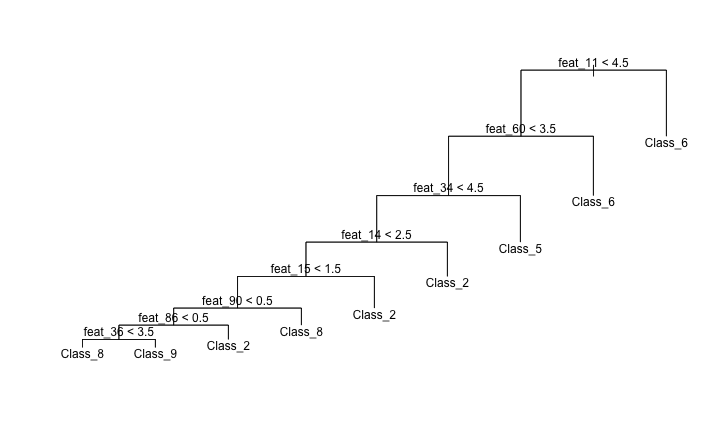 feat_11 < 4.5
feat_60 < 3.5
Class_6
feat_34 < 4.5
Class_6
feat_14 < 2.5
Class_5
feat_15 < 1.5
Class_2
feat_90 < 0.5
Class_2
feat_86 < 0.5
Class_8
feat_36 < 3.5
Class_2
Class_8
Class_9